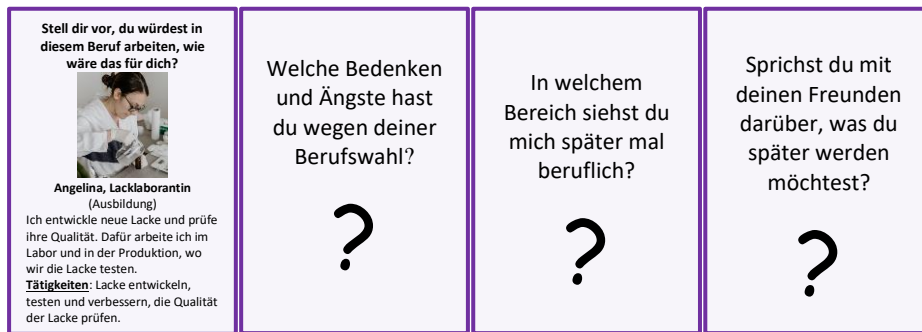 Stell dir vor, du würdest in
diesem Beruf arbeiten, wie
wäre das für dich?
Angelina, Lacklaborantin
(Ausbildung)
Ich entwickle neue Lacke und prüfe
ihre Qualität. Dafür arbeite ich im
Labor und in der Produktion, wo
wir die Lacke testen.
Tätigkeiten: Lacke entwickeln,
testen und verbessern, die Qualität
der Lacke prüfen.
Welche Bedenken
und Ängste hast
du wegen deiner
Berufswahl?
?
In welchem
Bereich siehst du
mich später mal
beruflich?
?
Sprichst du mit
deinen Freunden
darüber, was du
später werden
möchtest?
?